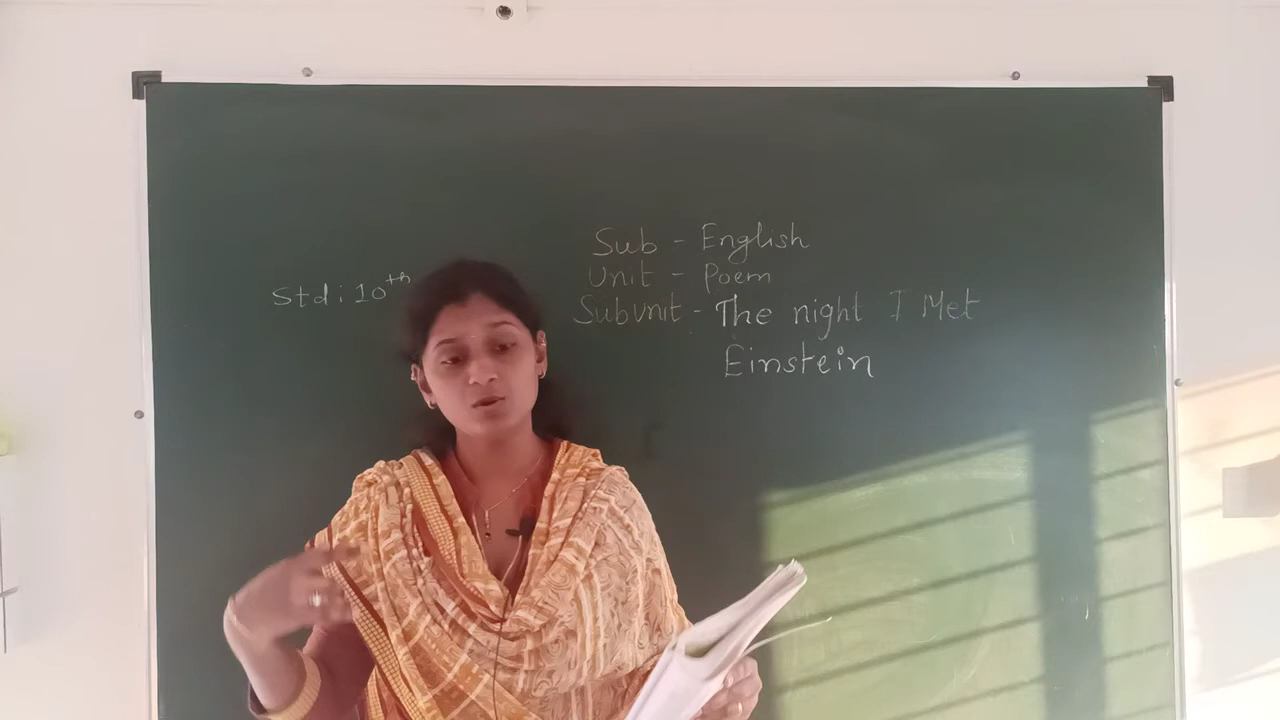 Std : 10th
Sub - English
Unit - Poem
Subunit - The night I Met
Einstein